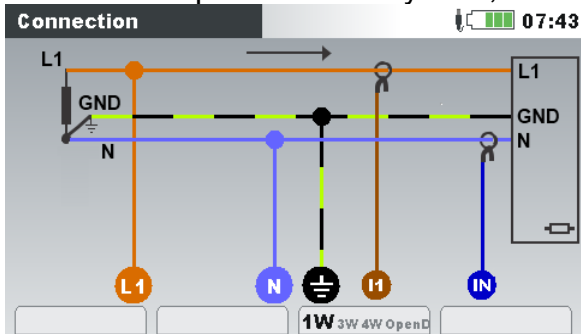 Connection 07:43
L1 L1
GND GND
N N
L1 N I1 IN
1W 3W 4W OpenD